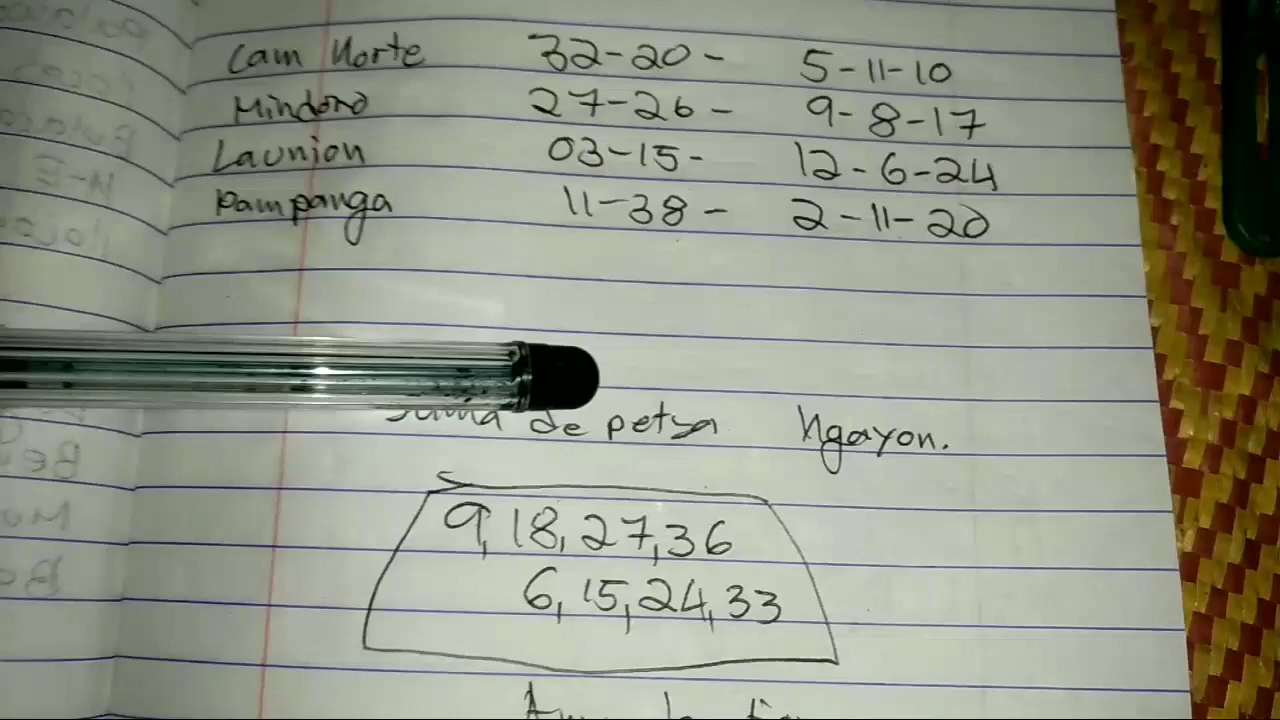 Cam Norte 32-20- 5-11-10
Mindoro 27-26- 9-8-17
Launion 03-15- 12-6-24
Pampanga 11-38- 2-11-20
de petsa Ngayon.
9, 18, 27, 36
6, 15, 24, 33